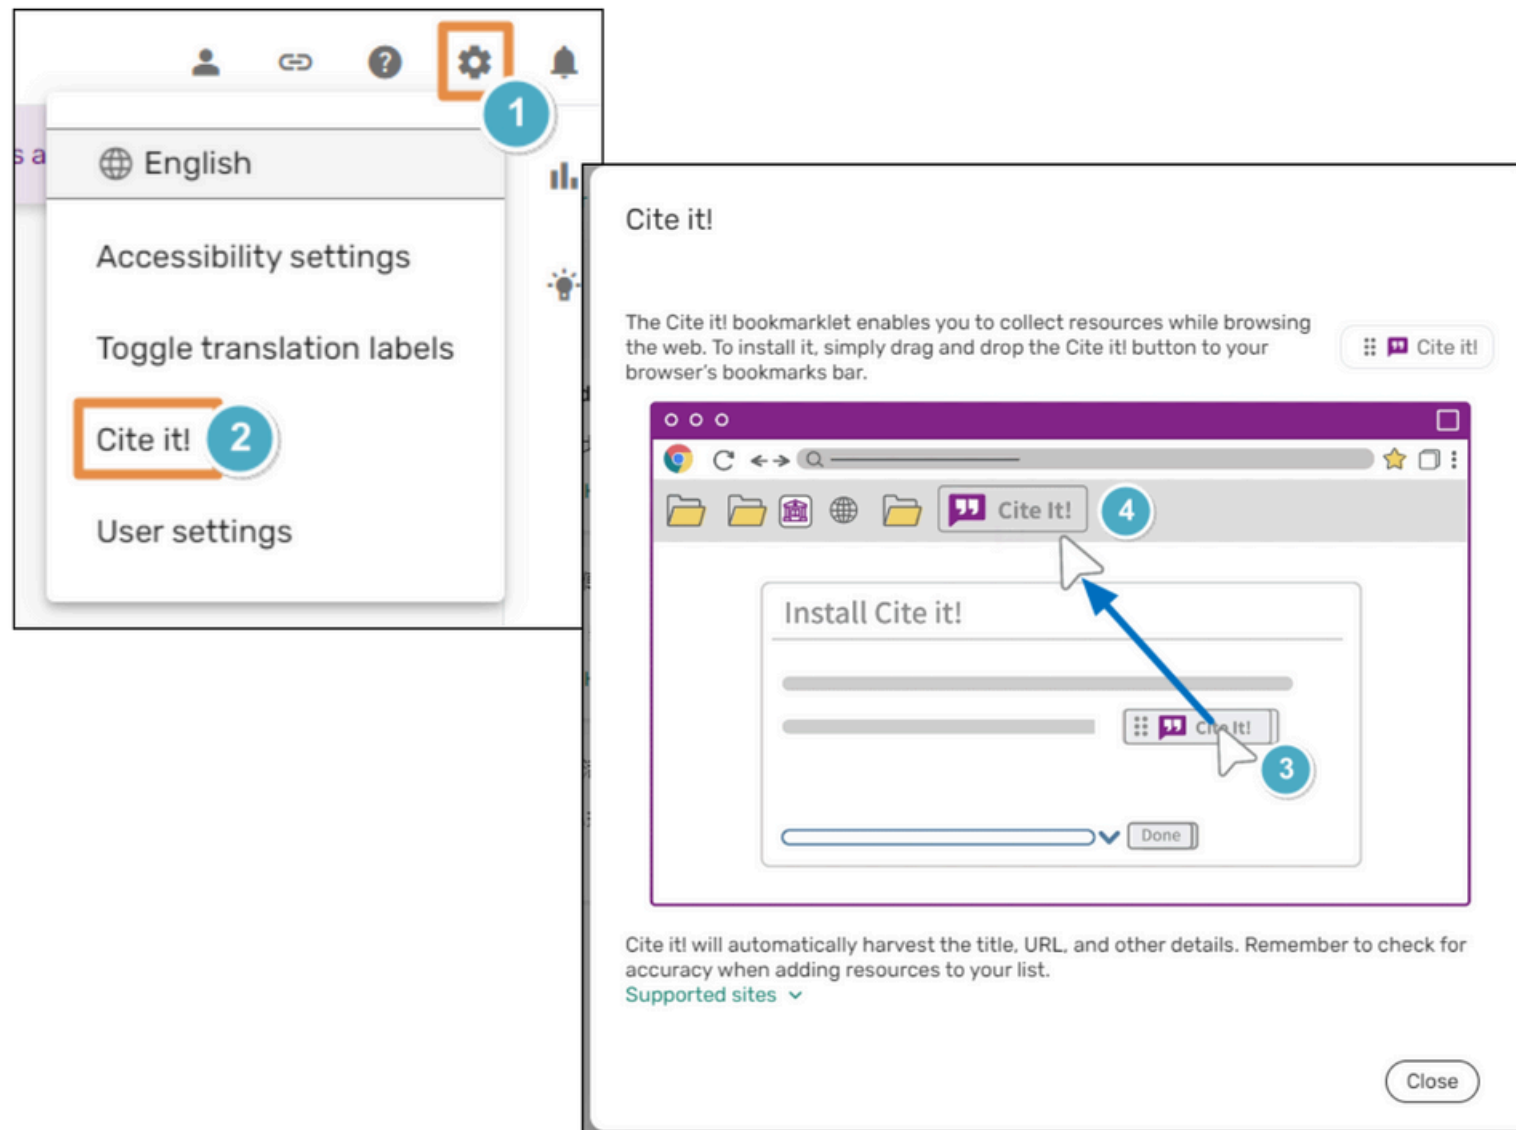 1
s a
English
Accessibility settings
Toggle translation labels
Cite it!
2
User settings
Cite it!
The Cite it! bookmarklet enables you to collect resources while browsing
the web. To install it, simply drag and drop the Cite it! button to your
browser's bookmarks bar.
Cite it!
Cite It!
4
Install Cite it!
Cite It!
3
Done
Cite it! will automatically harvest the title, URL, and other details. Remember to check for
accuracy when adding resources to your list.
Supported sites
Close